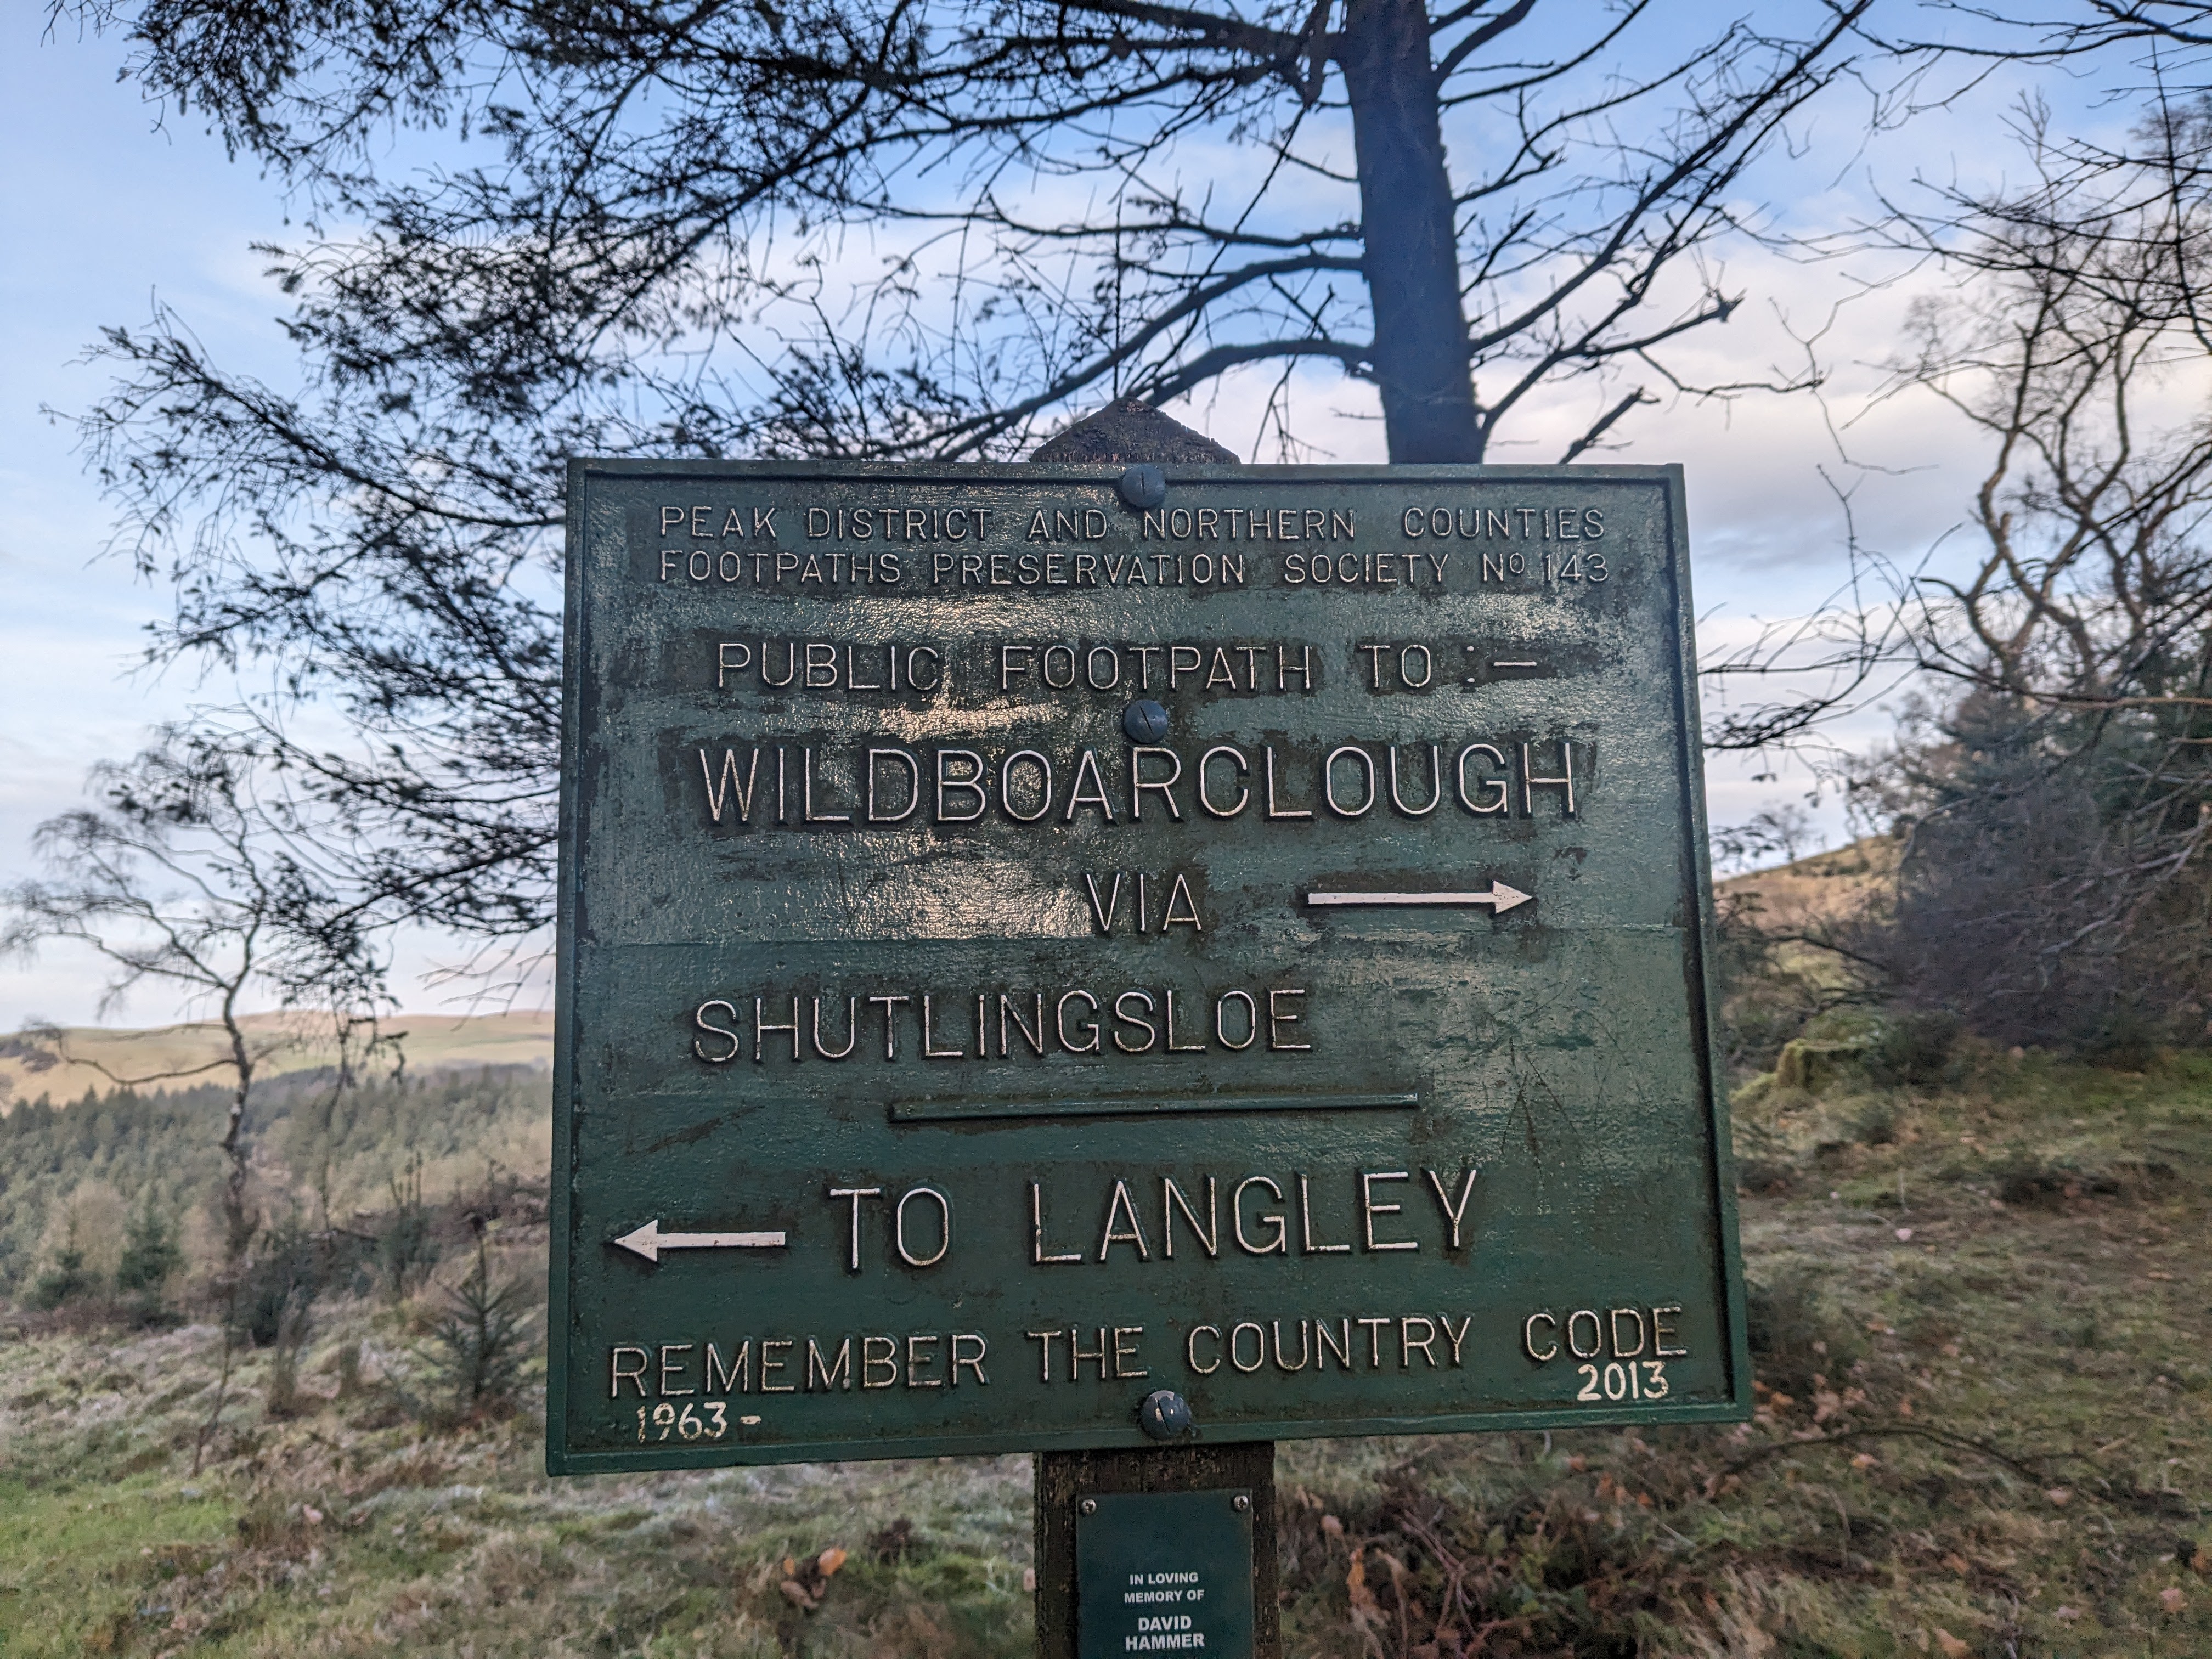 PEAK DISTRICT AND NORTHERN COUNTIES
FOOTPATHS PRESERVATION SOCIETY Nº 143
PUBLIC FOOTPATH TO :—
WILDBOARCLOUGH
VIA
SHUTLINGSLOE
TO LANGLEY
REMEMBER THE COUNTRY CODE
1963- 2013
IN LOVING
MEMORY OF
DAVID
HAMMER